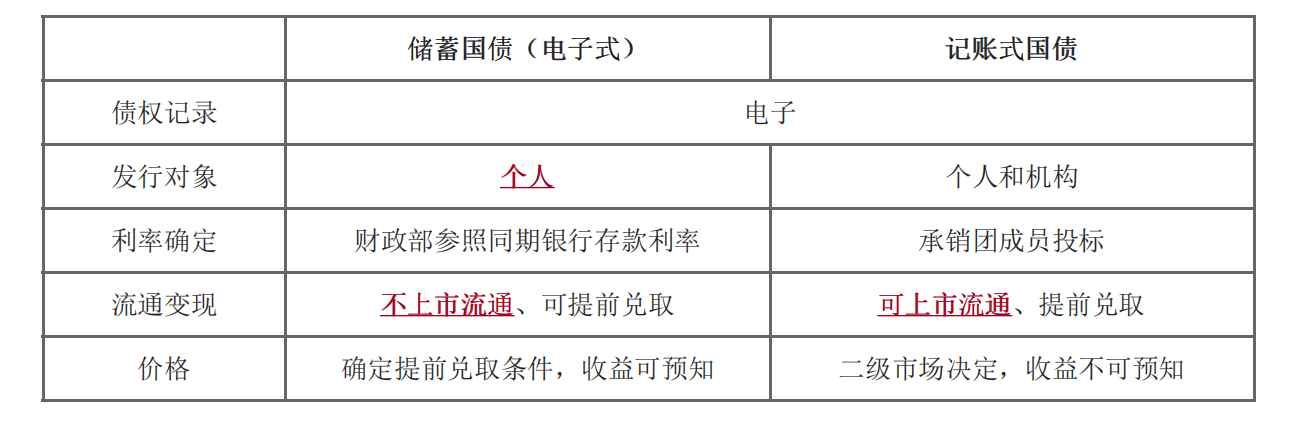 储蓄国债（电子式） 记账式国债
债权记录 电子
发行对象 个人 个人和机构
利率确定 财政部参照同期银行存款利率 承销团成员投标
流通变现 不上市流通、可提前兑取 可上市流通、提前兑取
价格 确定提前兑取条件，收益可预知 二级市场决定，收益不可预知